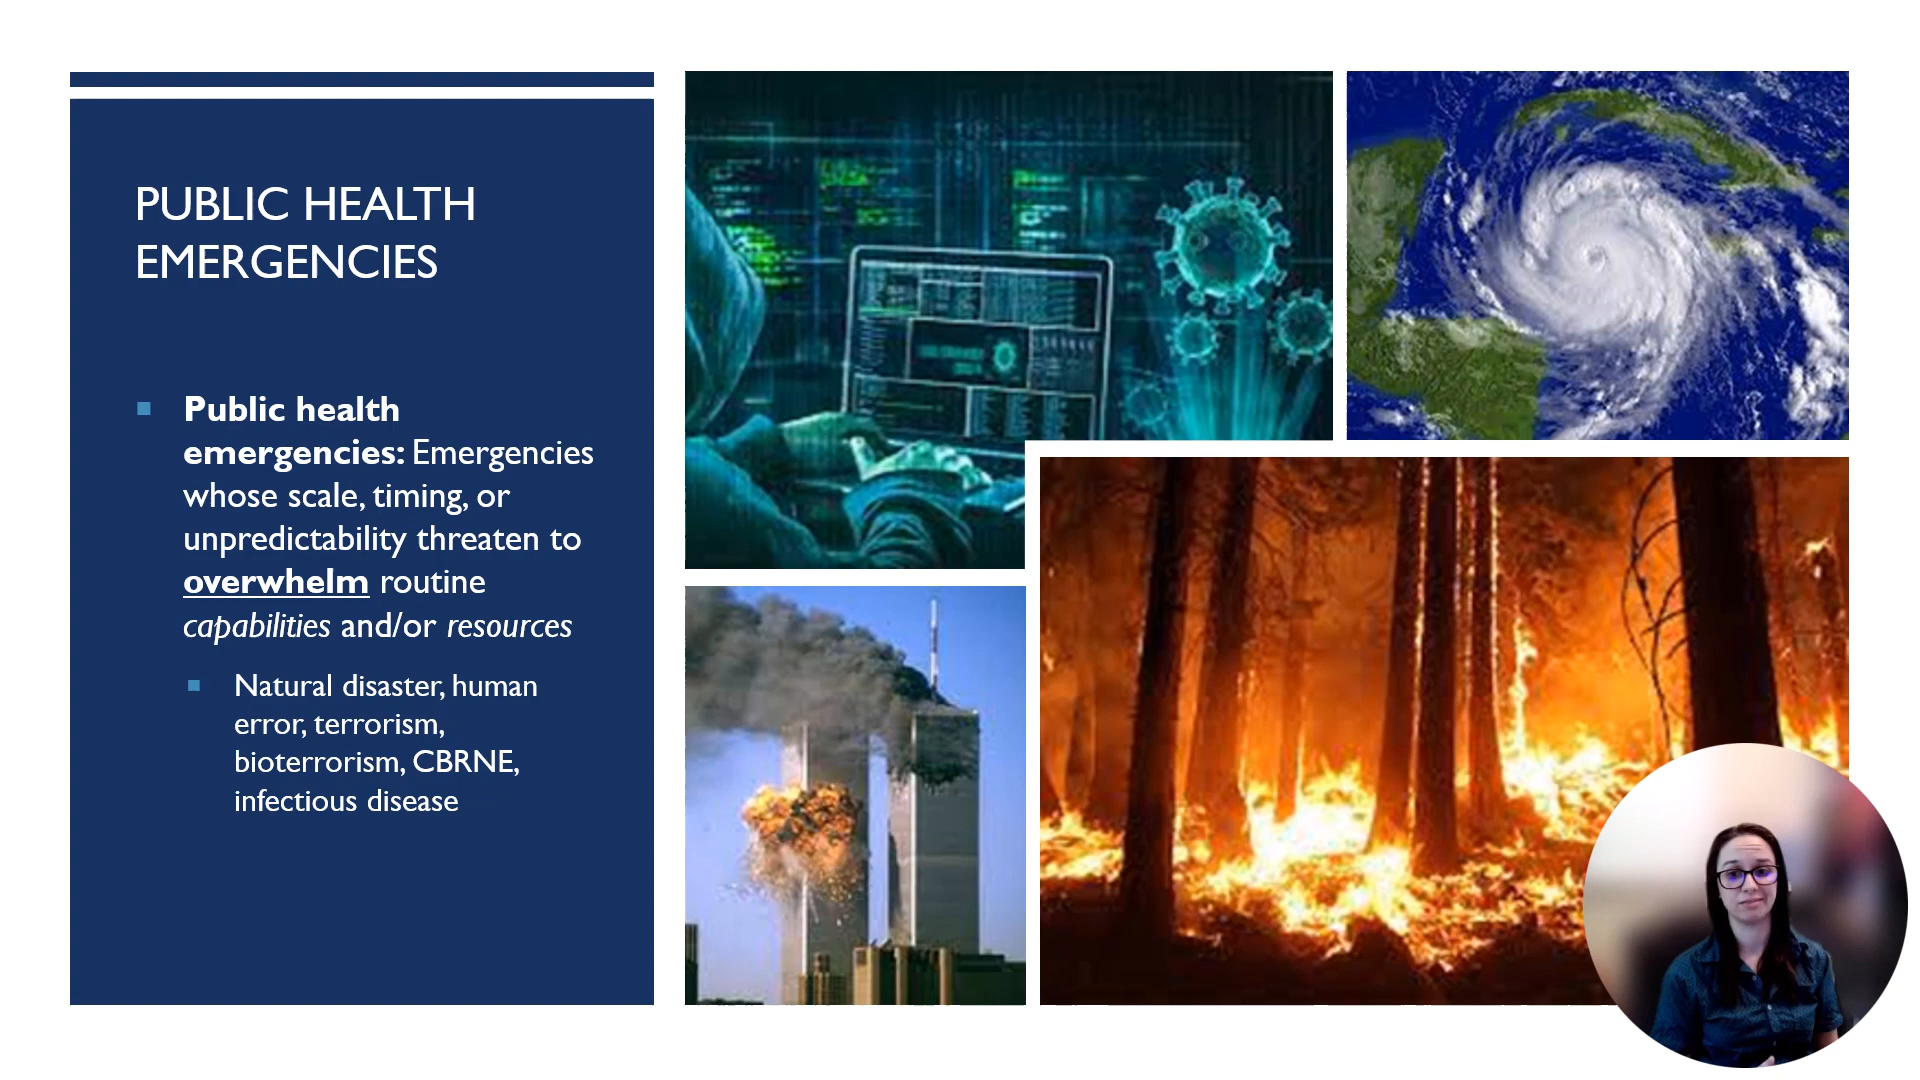 PUBLIC HEALTH
EMERGENCIES
Public health
emergencies: Emergencies
whose scale, timing, or
unpredictability threaten to
overwhelm routine
capabilities and/or resources
Natural disaster, human
error, terrorism,
bioterrorism, CBRNE,
infectious disease